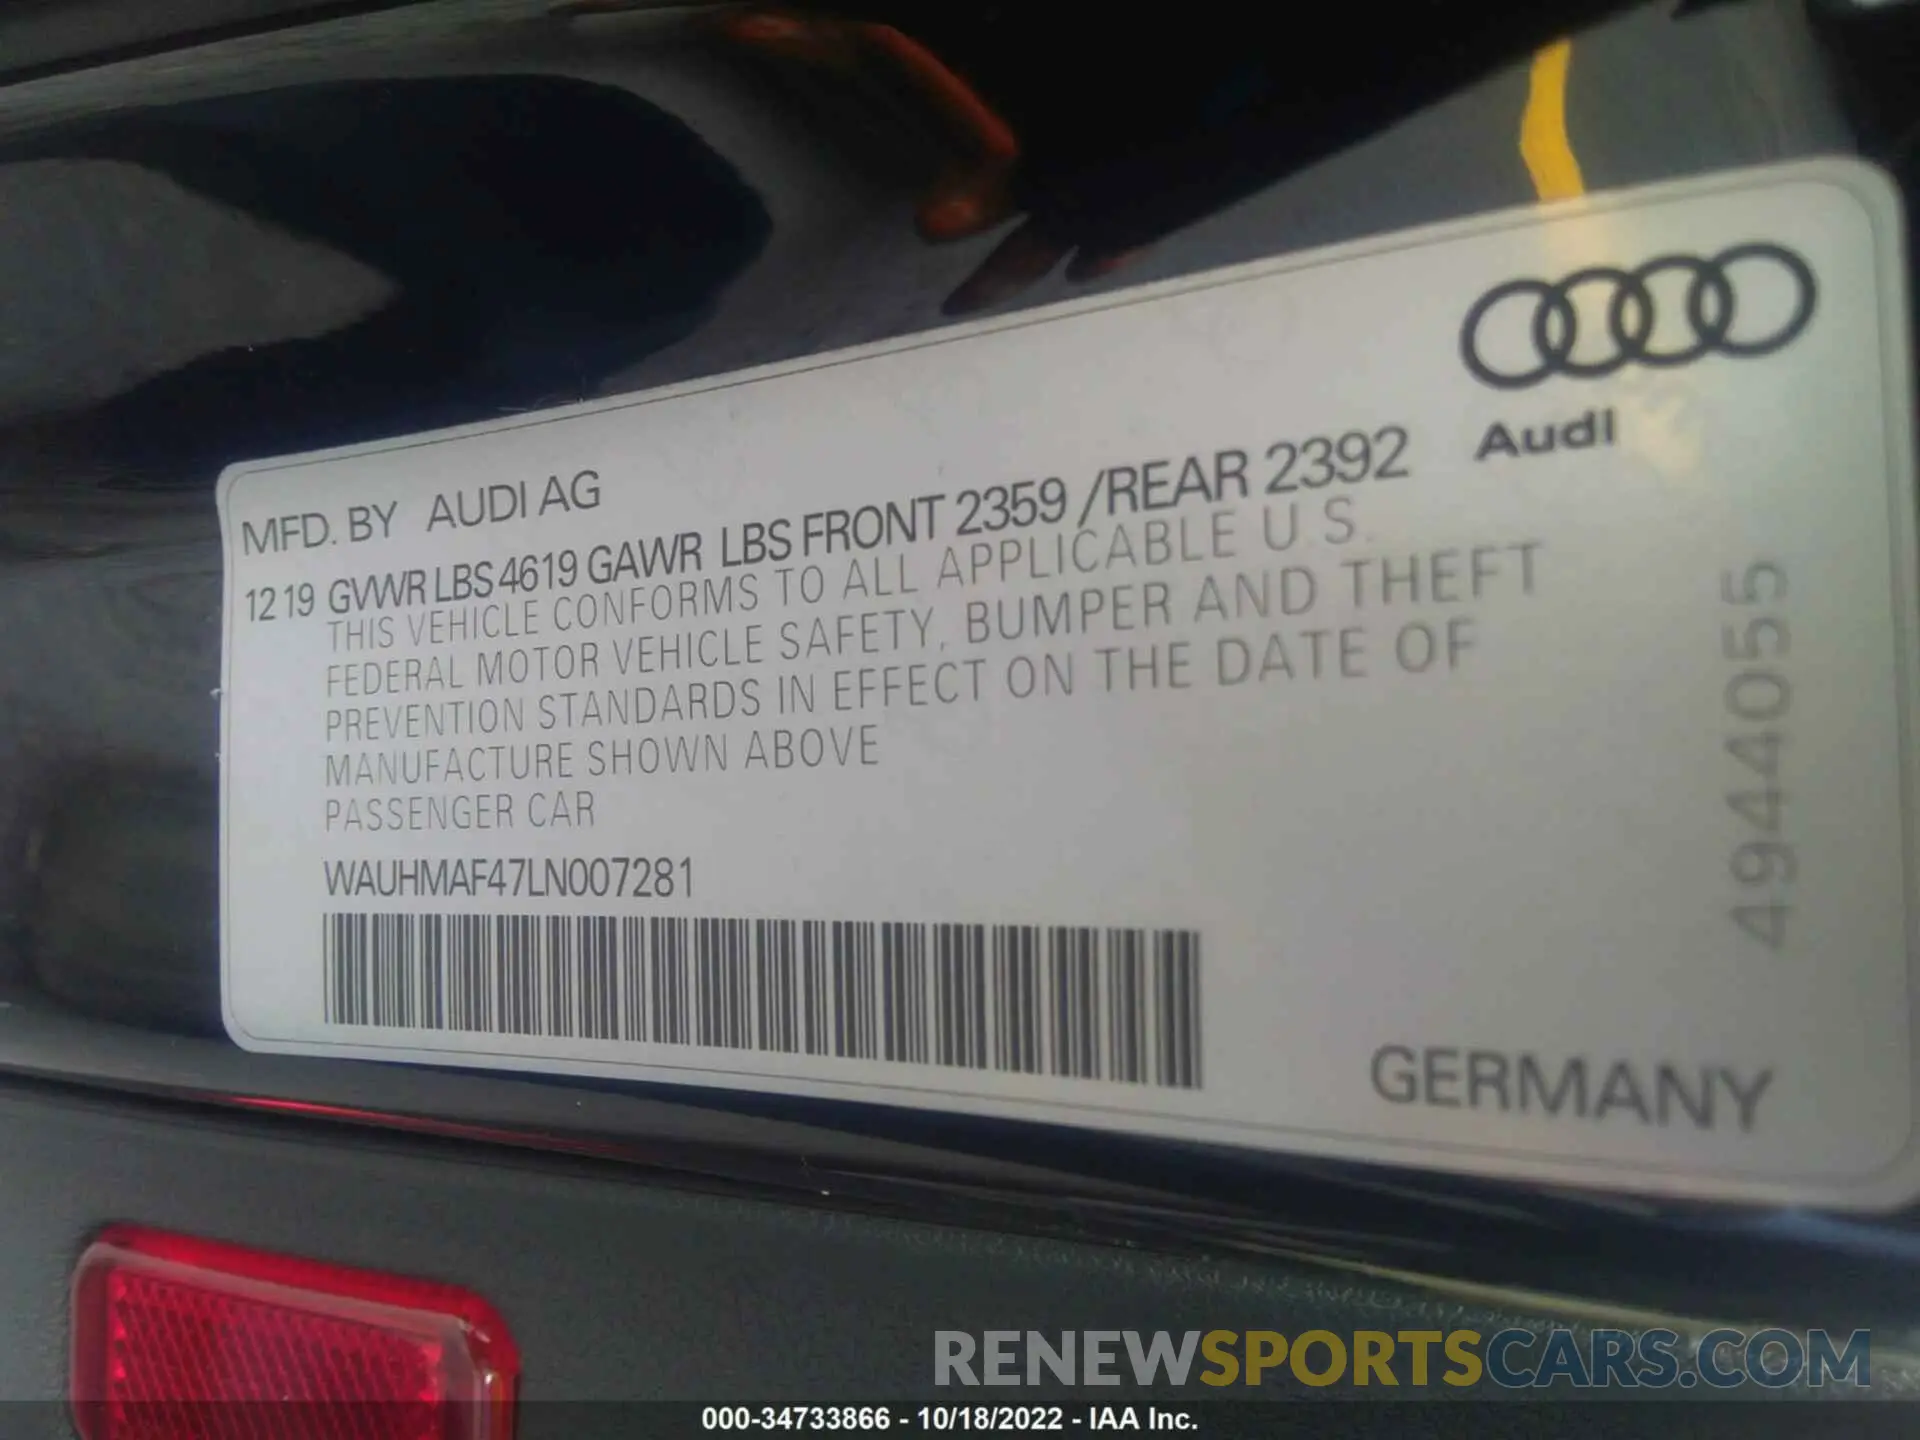 Audi
MFD. BY AUDI AG
12 19 GVWR LBS 4619 GAWR LBS FRONT 2359 /REAR 2392
THIS VEHICLE CONFORMS TO ALL APPLICABLE U.S.
FEDERAL MOTOR VEHICLE SAFETY, BUMPER AND THEFT
PREVENTION STANDARDS IN EFFECT ON THE DATE OF
MANUFACTURE SHOWN ABOVE
PASSENGER CAR
WAUHMAF47LN007281
4944055
GERMANY
RENEWSPORTSCARS.COM
000-34733866 - 10/18/2022 - IAA Inc.